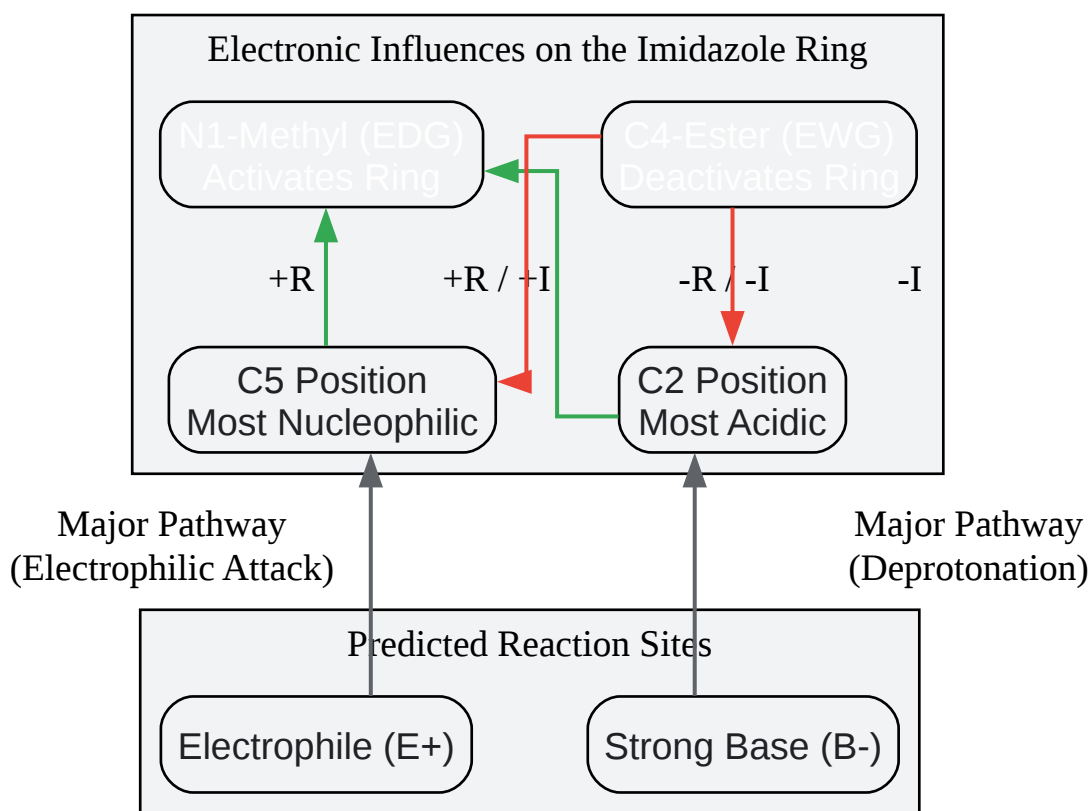 Electronic Influences on the Imidazole Ring
N1-Methyl (EDG)
Activates Ring
C4-Ester (EWG)
Deactivates Ring
+R
+R / +I
-R / -I
-I
C5 Position
Most Nucleophilic
C2 Position
Most Acidic
Major Pathway
(Electrophilic Attack)
Major Pathway
(Deprotonation)
Predicted Reaction Sites
Electrophile (E+)
Strong Base (B-)